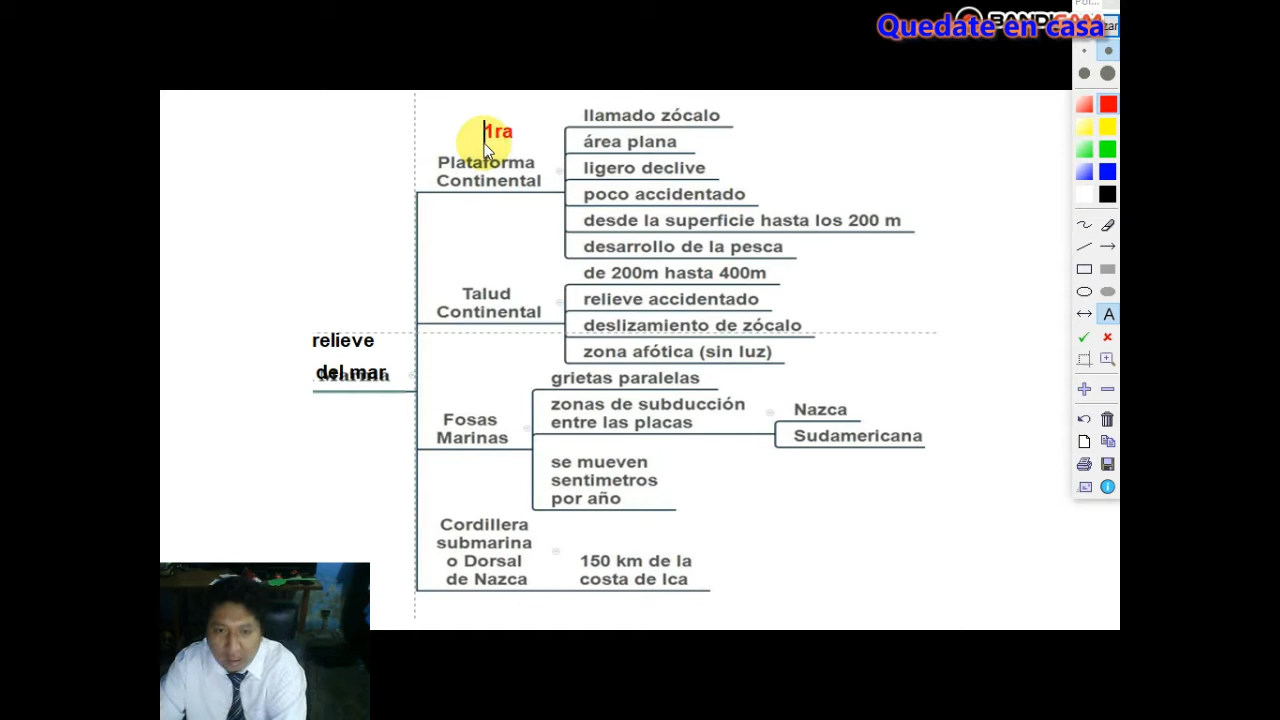 Quedate en casa
1ra
Plataforma
Continental
llamado zócalo
área plana
ligero declive
poco accidentado
desde la superficie hasta los 200 m
desarrollo de la pesca
Talud
Continental
de 200m hasta 400m
relieve accidentado
deslizamiento de zócalo
zona afótica (sin luz)
relieve
del mar
Fosas
Marinas
grietas paralelas
zonas de subducción
entre las placas
Nazca
Sudamericana
se mueven
sentimetros
por año
Cordillera
submarina
o Dorsal
de Nazca
150 km de la
costa de Ica
A